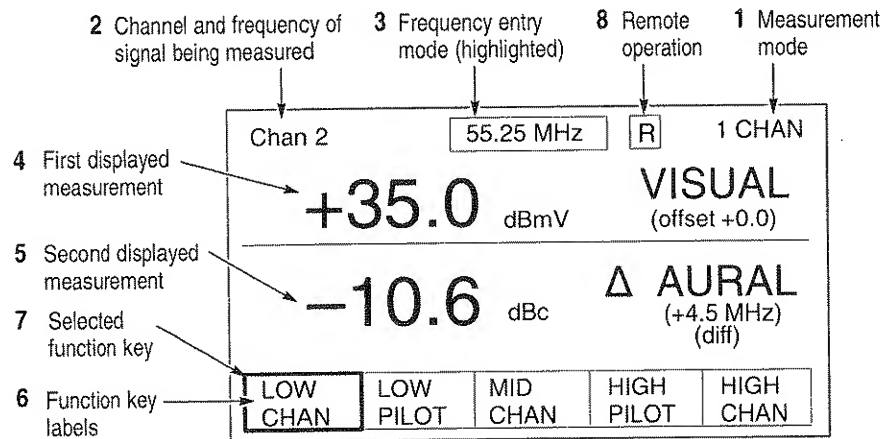 2 Channel and frequency of
signal being measured
3 Frequency entry
mode (highlighted)
8 Remote
operation
1 Measurement
mode
Chan 2
55.25 MHz
R
1 CHAN
4 First displayed
measurement
+35.0 dBmV
VISUAL
(offset +0.0)
5 Second displayed
measurement
−10.6 dBc
Δ AURAL
(+4.5 MHz)
(diff)
7 Selected
function key
6 Function key
labels
LOW
CHAN
LOW
PILOT
MID
CHAN
HIGH
PILOT
HIGH
CHAN